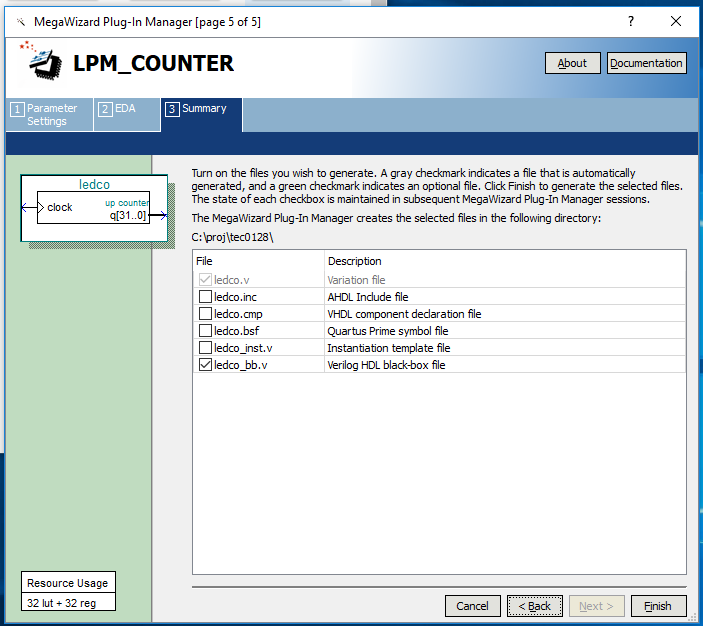 MegaWizard Plug-In Manager [page 5 of 5]
?
LPM_COUNTER
About
Documentation
1 Parameter Settings
2 EDA
3 Summary
ledco
clock
up counter
q[31..0]
Turn on the files you wish to generate. A gray checkmark indicates a file that is automatically
generated, and a green checkmark indicates an optional file. Click Finish to generate the selected files.
The state of each checkbox is maintained in subsequent MegaWizard Plug-In Manager sessions.
The MegaWizard Plug-In Manager creates the selected files in the following directory:
C:\proj\tec0128\
File Description
ledco.v Variation file
ledco.inc AHDL Include file
ledco.cmp VHDL component declaration file
ledco.bsf Quartus Prime symbol file
ledco_inst.v Instantiation template file
ledco_bb.v Verilog HDL black-box file
Resource Usage
32 lut + 32 reg
Cancel
< Back
Next >
Finish